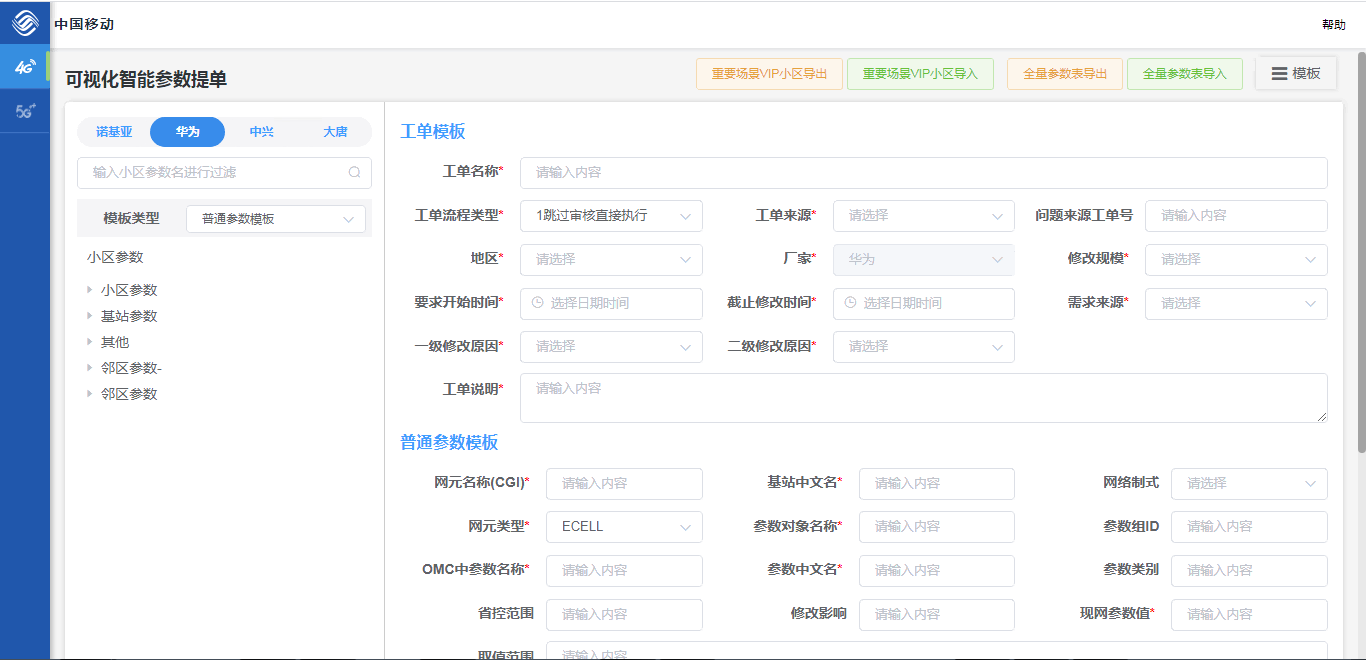 中国移动
帮助
4G
5G
可视化智能参数提单
重要场景VIP小区导出 重要场景VIP小区导入 全量参数表导出 全量参数表导入 模板
诺基亚 华为 中兴 大唐
输入小区参数名进行过滤
模板类型 普通参数模板
小区参数
小区参数
基站参数
其他
邻区参数-
邻区参数
工单模板
工单名称* 请输入内容
工单流程类型* 1跳过审核直接执行 工单来源* 请选择 问题来源工单号 请输入内容
地区* 请选择 厂家* 华为 修改规模* 请选择
要求开始时间* 选择日期时间 截止修改时间* 选择日期时间 需求来源* 请选择
一级修改原因* 请选择 二级修改原因* 请选择
工单说明* 请输入内容
普通参数模板
网元名称(CGI)* 请输入内容 基站中文名* 请输入内容 网络制式 请选择
网元类型* ECELL 参数对象名称* 请输入内容 参数组ID 请输入内容
OMC中参数名称* 请输入内容 参数中文名* 请输入内容 参数类别 请输入内容
省控范围 请输入内容 修改影响 请输入内容 现网参数值* 请输入内容
取值范围 请输入内容